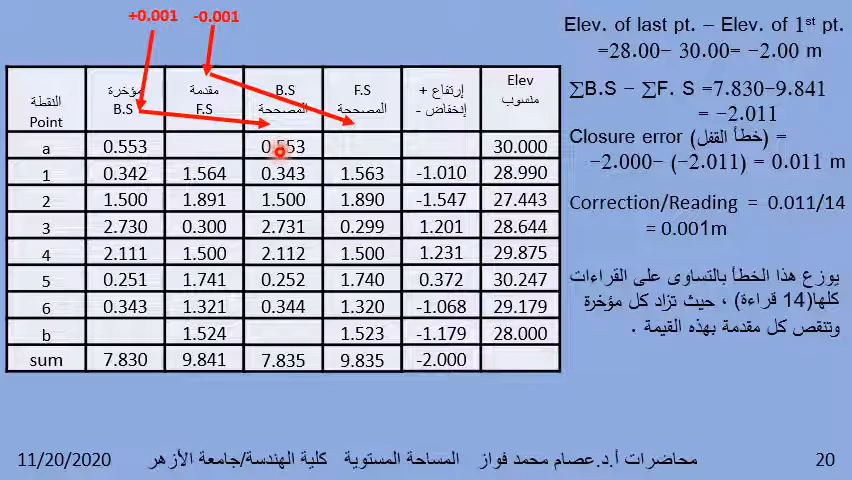 +0.001 -0.001
النقطة Point | مؤخرة B.S | مقدمة F.S | B.S المصححة | F.S المصححة | إرتفاع + إنخفاض - | Elev منسوب
a | 0.553 | | 0.553 | | | 30.000
1 | 0.342 | 1.564 | 0.343 | 1.563 | -1.010 | 28.990
2 | 1.500 | 1.891 | 1.500 | 1.890 | -1.547 | 27.443
3 | 2.730 | 0.300 | 2.731 | 0.299 | 1.201 | 28.644
4 | 2.111 | 1.500 | 2.112 | 1.500 | 1.231 | 29.875
5 | 0.251 | 1.741 | 0.252 | 1.740 | 0.372 | 30.247
6 | 0.343 | 1.321 | 0.344 | 1.320 | -1.068 | 29.179
b | | 1.524 | | 1.523 | -1.179 | 28.000
sum | 7.830 | 9.841 | 7.835 | 9.835 | -2.000 |
Elev. of last pt. – Elev. of 1st pt.
=28.00– 30.00= –2.00 m
∑B.S – ∑F. S =7.830–9.841
= –2.011
Closure error (خطأ القفل) =
–2.000– (–2.011) = 0.011 m
Correction/Reading = 0.011/14
= 0.001m
يوزع هذا الخطأ بالتساوى على القراءات
كلها(14 قراءة) ، حيث تزاد كل مؤخرة
وتنقص كل مقدمة بهذه القيمة .
11/20/2020
محاضرات أ.د.عصام محمد فواز المساحة المستوية كلية الهندسة/جامعة الأزهر
20